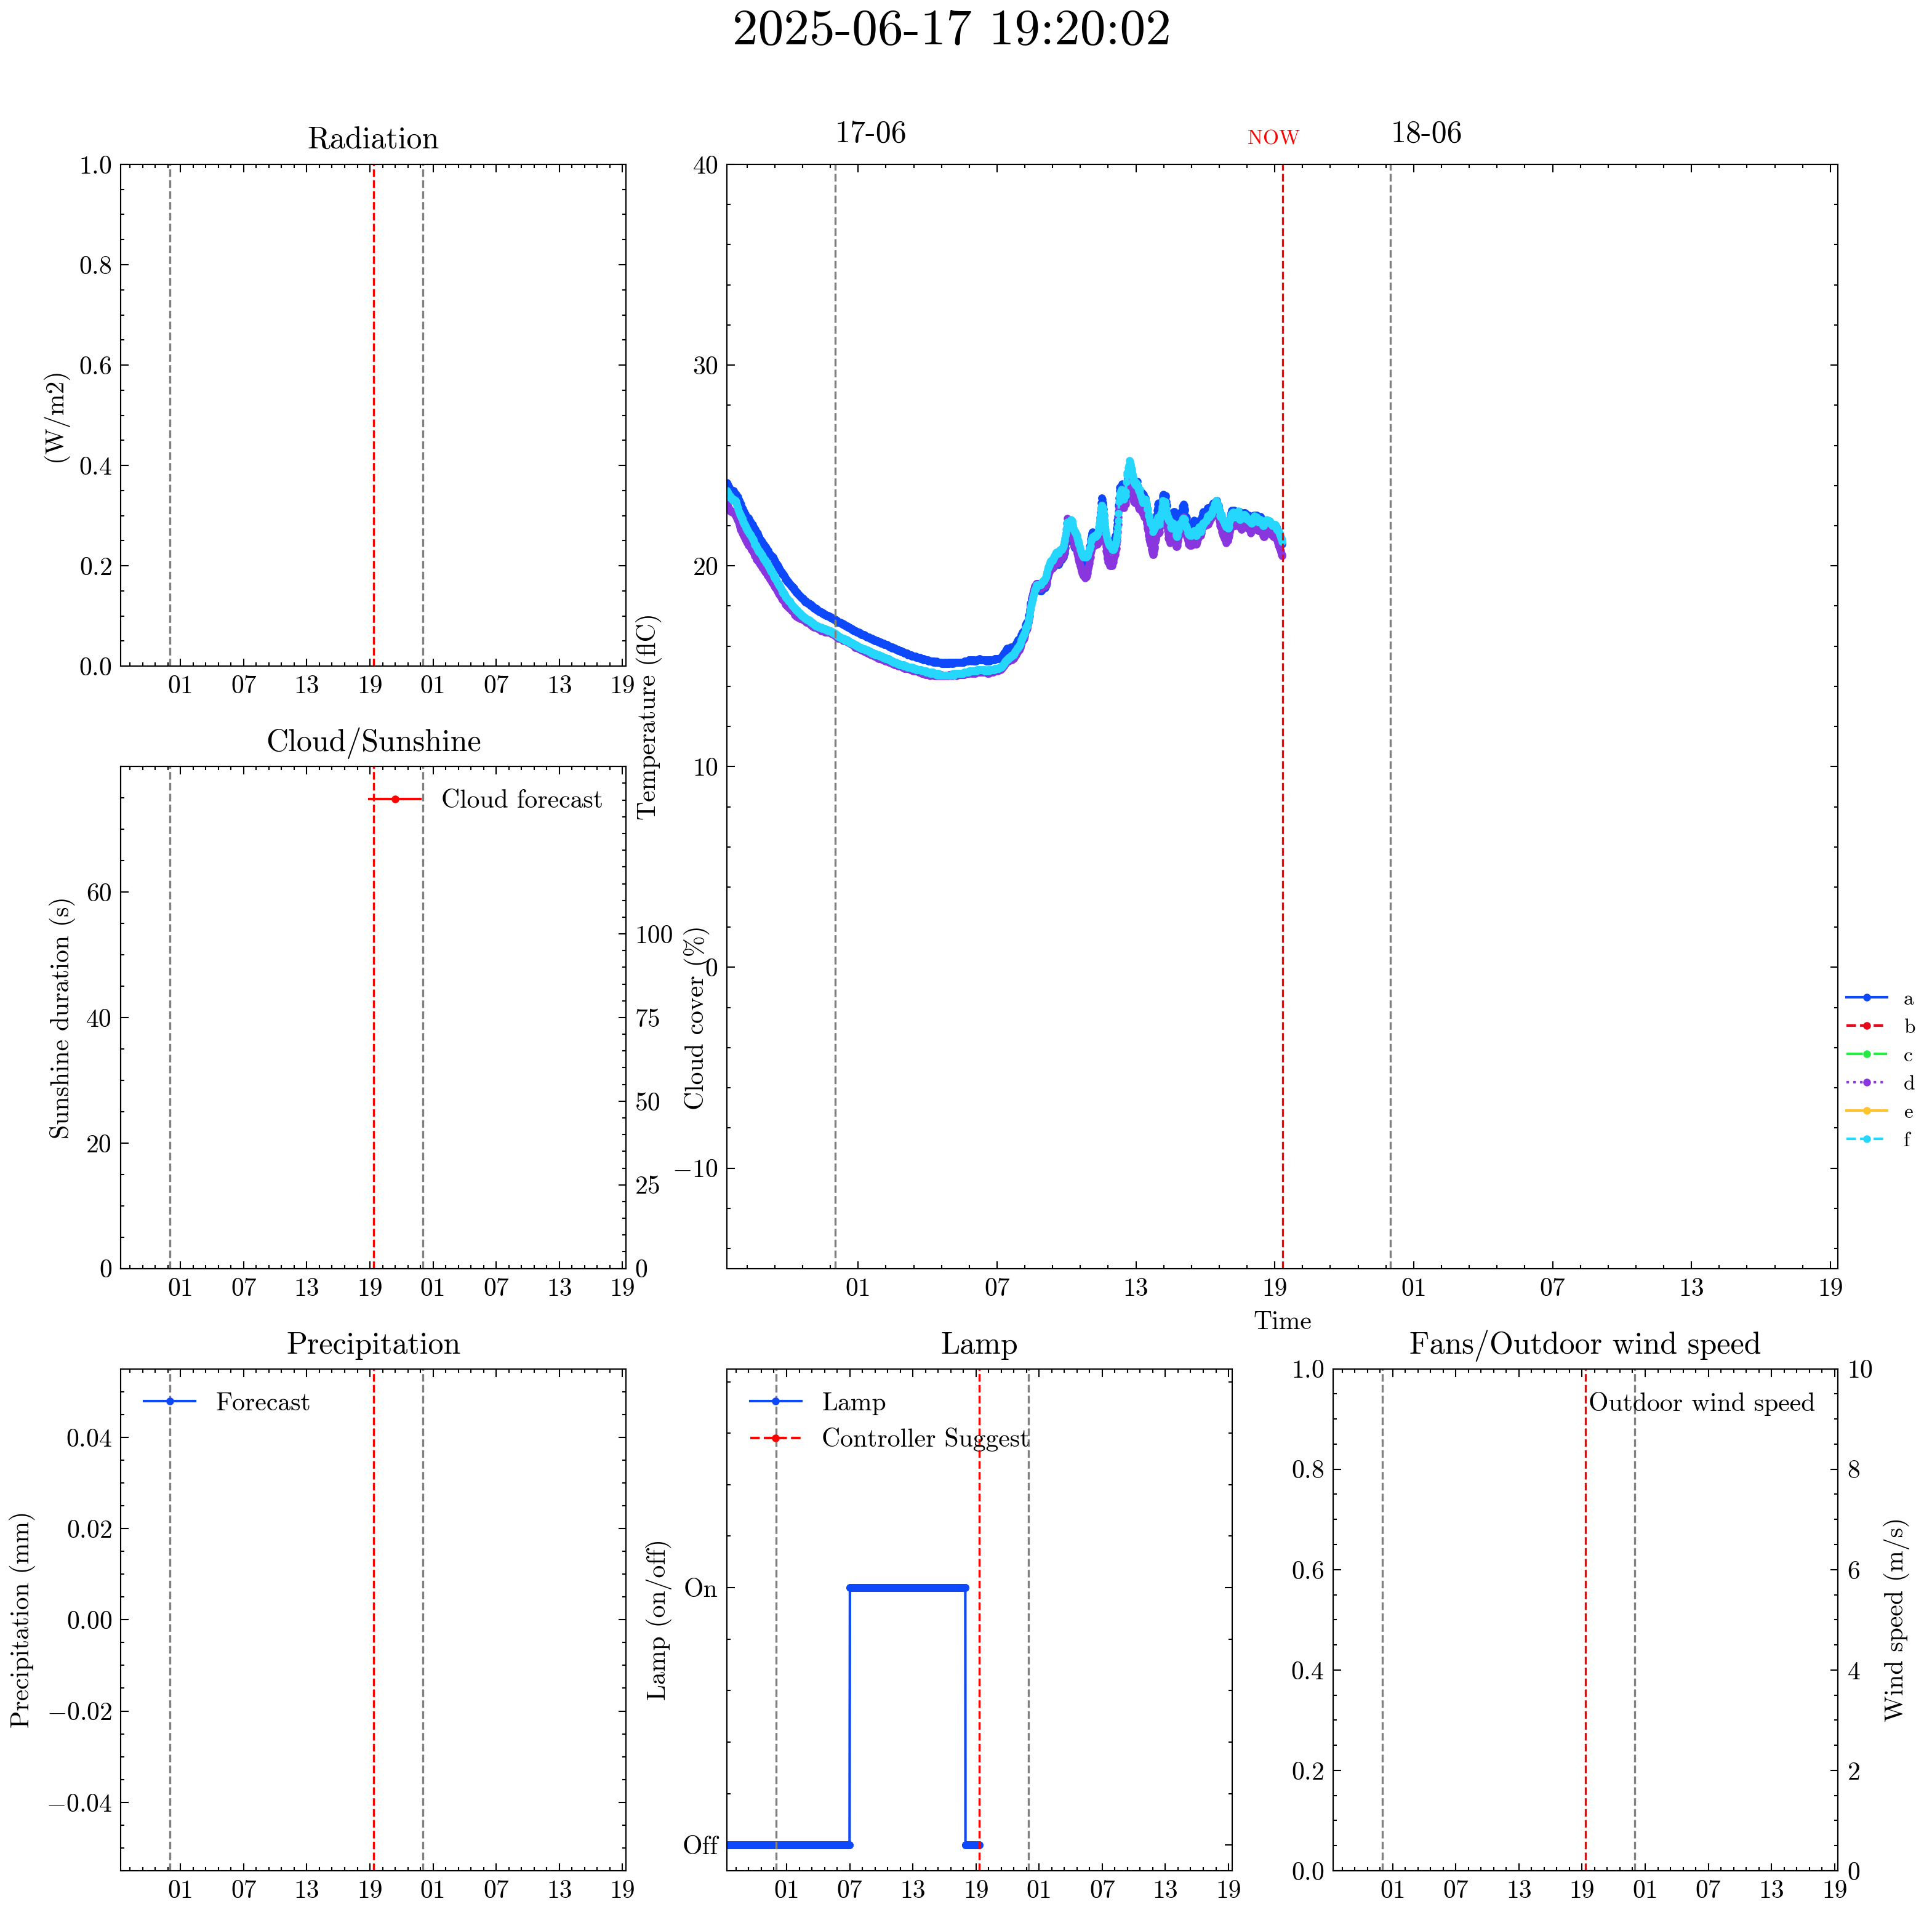 2025-06-17 19:20:02
Radiation
1.0
0.8
0.6
0.4
0.2
0.0
(W/m2)
01 07 13 19 01 07 13 19
17-06
NOW
18-06
40
30
20
10
0
−10
Temperature (flC)
01 07 13 19 01 07 13 19
Time
a
b
c
d
e
f
Cloud/Sunshine
Cloud forecast
60
40
20
0
Sunshine duration (s)
100
75
50
25
0
Cloud cover (%)
01 07 13 19 01 07 13 19
Precipitation
Forecast
0.04
0.02
0.00
−0.02
−0.04
Precipitation (mm)
01 07 13 19 01 07 13 19
Lamp
Lamp
Controller Suggest
On
Off
Lamp (on/off)
01 07 13 19 01 07 13 19
Fans/Outdoor wind speed
Outdoor wind speed
1.0
0.8
0.6
0.4
0.2
0.0
10
8
6
4
2
0
Wind speed (m/s)
01 07 13 19 01 07 13 19